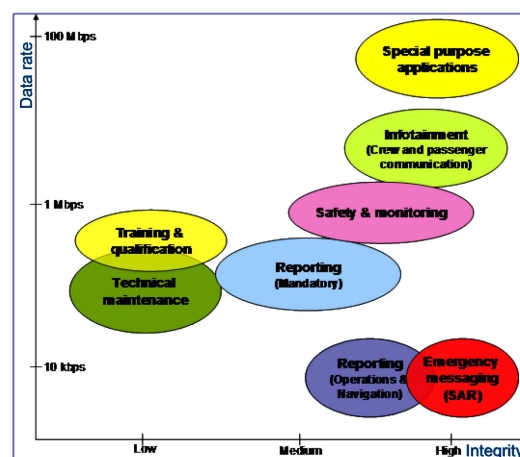 Data rate
100 Mbps
1 Mbps
10 kbps
Special purpose
applications
Infotainment
(Crew and passenger
communication)
Safety & monitoring
Training &
qualification
Technical
maintenance
Reporting
(Mandatory)
Reporting
(Operations &
Navigation)
Emergency
messaging
(SAR)
Low
Medium
High
Integrity